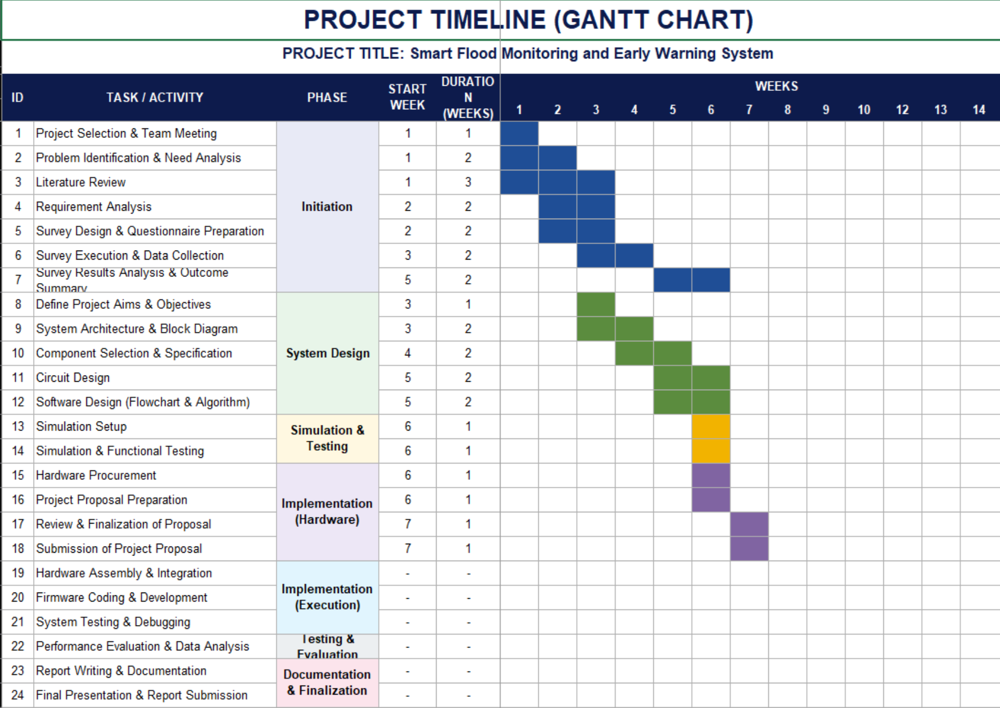 PROJECT TIMELINE (GANTT CHART)
PROJECT TITLE: Smart Flood Monitoring and Early Warning System
ID TASK / ACTIVITY PHASE START WEEK DURATIO N (WEEKS) WEEKS
1 2 3 4 5 6 7 8 9 10 12 13 14
1 Project Selection & Team Meeting 1 1
2 Problem Identification & Need Analysis 1 2
3 Literature Review 1 3
4 Requirement Analysis Initiation 2 2
5 Survey Design & Questionnaire Preparation 2 2
6 Survey Execution & Data Collection 3 2
7 Survey Results Analysis & Outcome Summary 5 2
8 Define Project Aims & Objectives 3 1
9 System Architecture & Block Diagram 3 2
10 Component Selection & Specification System Design 4 2
11 Circuit Design 5 2
12 Software Design (Flowchart & Algorithm) 5 2
13 Simulation Setup Simulation & Testing 6 1
14 Simulation & Functional Testing 6 1
15 Hardware Procurement 6 1
16 Project Proposal Preparation Implementation (Hardware) 6 1
17 Review & Finalization of Proposal 7 1
18 Submission of Project Proposal 7 1
19 Hardware Assembly & Integration - -
20 Firmware Coding & Development Implementation (Execution) - -
21 System Testing & Debugging - -
22 Performance Evaluation & Data Analysis Testing & Evaluation - -
23 Report Writing & Documentation Documentation & Finalization - -
24 Final Presentation & Report Submission - -